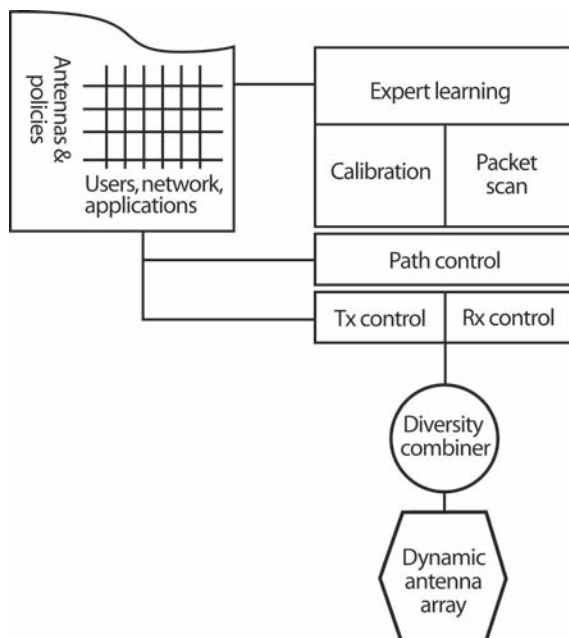 Antennas &
policies
Users, network,
applications
Expert learning
Calibration
Packet
scan
Path control
Tx control
Rx control
Diversity
combiner
Dynamic
antenna
array